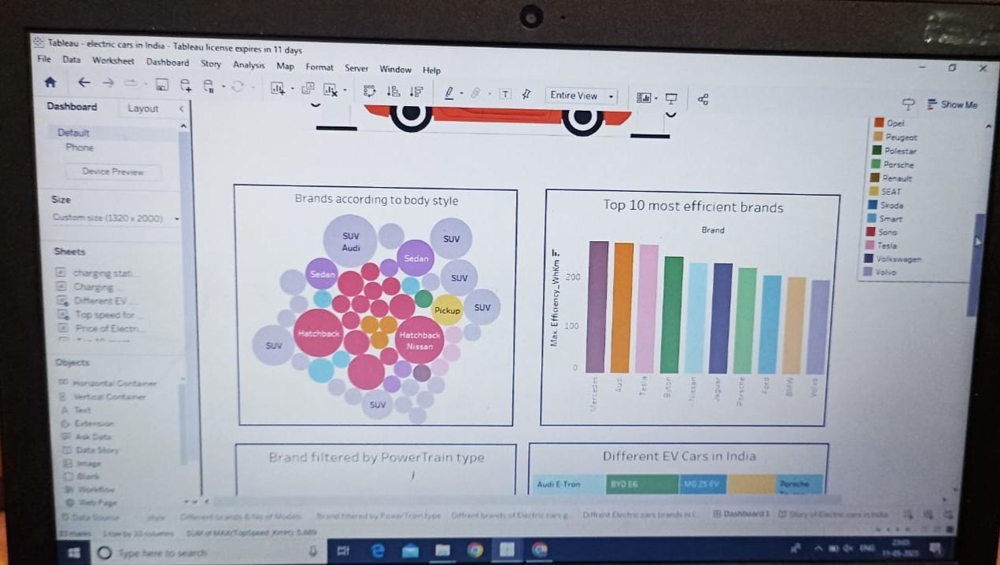 Tableau - electric cars in India - Tableau license expires in 11 days
File Data Worksheet Dashboard Story Analysis Map Format Server Window Help
Entire View
Show Me
Dashboard Layout
Default
Phone
Device Preview
Size
Custom size (1320 x 2000)
Sheets
charging stati...
Charging ...
Different EV ...
Top speed for ...
Price of Electri...
Objects
Horizontal Container
Vertical Container
Text
Extension
Ask Data
Data Story
Image
Blank
Workflow
Web Page
Brands according to body style
SUV
Audi
SUV
Sedan
Sedan
SUV
SUV
Pickup
Hatchback
Hatchback
Nissan
SUV
SUV
Top 10 most efficient brands
Brand
Max. Efficiency_WhKm
200
100
0
Mercedes
Audi
Tesla
Byton
Nissan
Jaguar
Porsche
Ford
BMW
Volvo
Opel
Peugeot
Polestar
Porsche
Renault
SEAT
Skoda
Smart
Sono
Tesla
Volkswagen
Volvo
Brand filtered by PowerTrain type
Different EV Cars in India
Audi E-Tron
BYD E6
MG ZS EV
Porsche
Data Source style Different brands & No of Models Brand filtered by PowerTrain type Diffrent brands of Electric cars Diffrent Electric cars brands in I... Dashboard 1 Story of Electric cars in India
33 marks 1 row by 33 columns SUM of MAX(TopSpeed_KmH): 5,889
Type here to search
ENG
11-05-2023